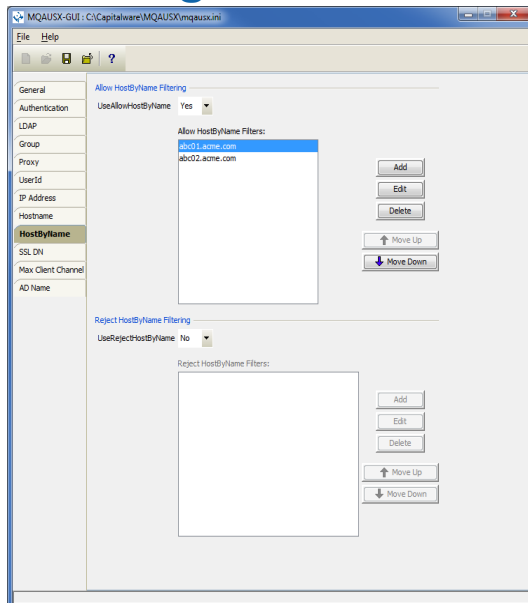 MQAUSX-GUI : C:\Capitalware\MQAUSX\mqausx.ini
File Help
?
General
Authentication
LDAP
Group
Proxy
UserId
IP Address
Hostname
HostByName
SSL DN
Max Client Channel
AD Name
Allow HostByName Filtering
UseAllowHostByName Yes
Allow HostByName Filters:
abc01.acme.com
abc02.acme.com
Add
Edit
Delete
Move Up
Move Down
Reject HostByName Filtering
UseRejectHostByName No
Reject HostByName Filters:
Add
Edit
Delete
Move Up
Move Down